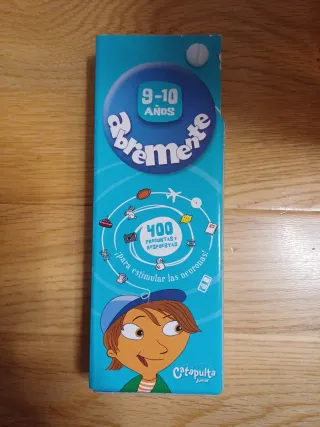 9-10
AÑOS
abremente
400
PREGUNTAS Y
RESPUESTAS
¡para estimular las neuronas!
Catapulta
junior